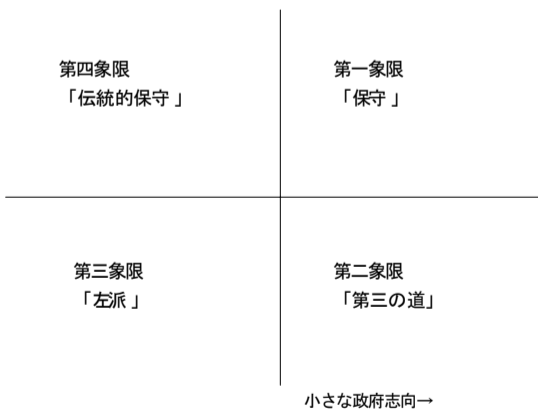 第四象限
「伝統的保守」
第一象限
「保守」
第三象限
「左派」
第二象限
「第三の道」
小さな政府志向→